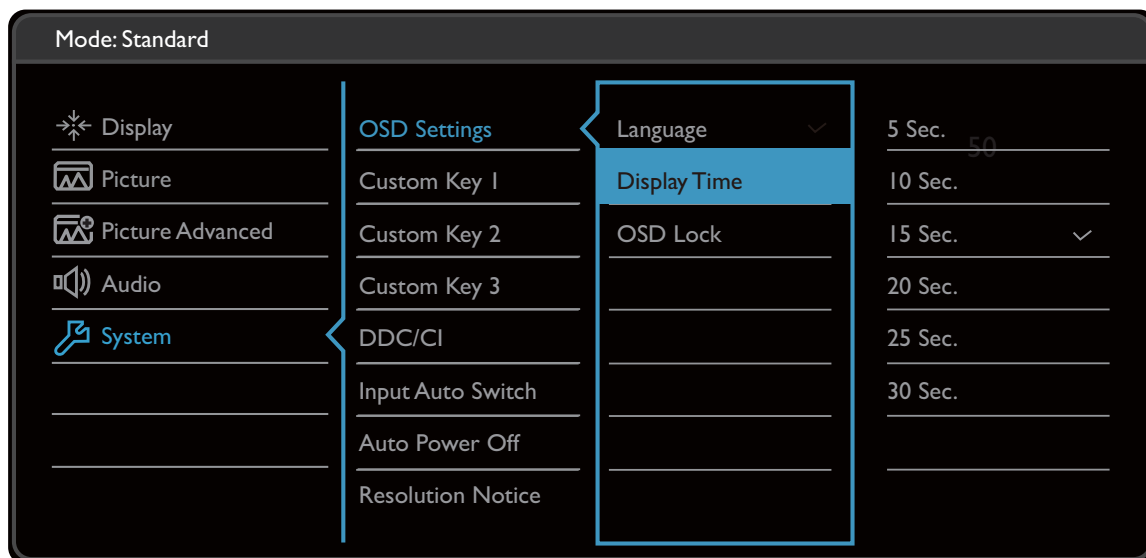 Mode: Standard
Display
Picture
Picture Advanced
Audio
System
OSD Settings
Custom Key 1
Custom Key 2
Custom Key 3
DDC/CI
Input Auto Switch
Auto Power Off
Resolution Notice
Language
Display Time
OSD Lock
5 Sec.
50
10 Sec.
15 Sec.
20 Sec.
25 Sec.
30 Sec.